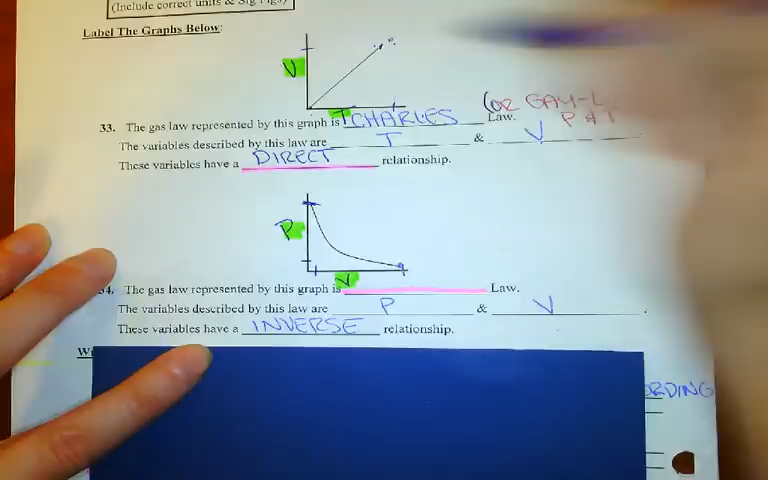 (Include correct units & Sig Figs)
Label The Graphs Below:
V
T
(OR GAY-L
P & T
33. The gas law represented by this graph is CHARLES Law.
The variables described by this law are T & V
These variables have a DIRECT relationship.
P
V
34. The gas law represented by this graph is Law.
The variables described by this law are P & V.
These variables have a INVERSE relationship.
ORDING